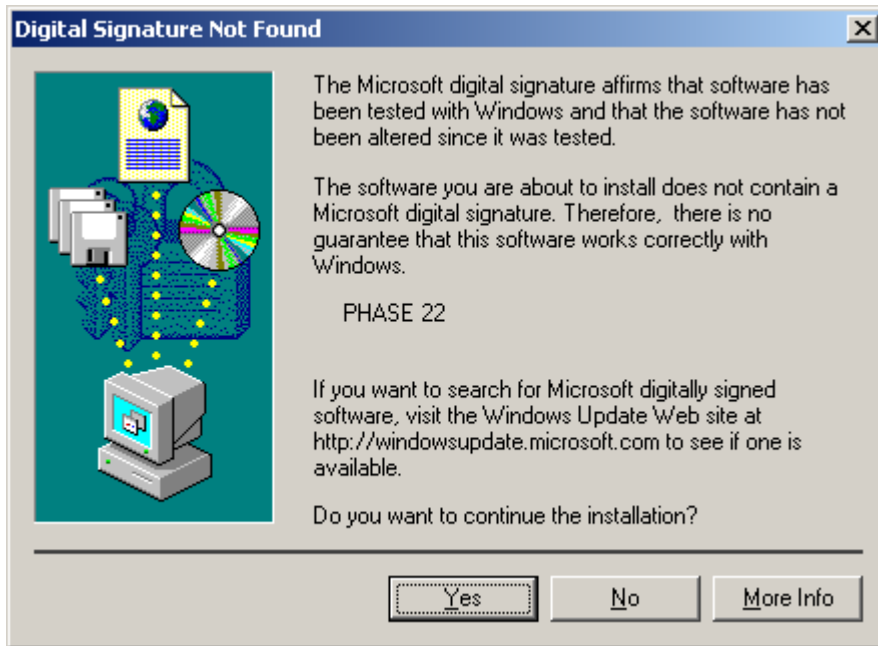 Digital Signature Not Found
The Microsoft digital signature affirms that software has
been tested with Windows and that the software has not
been altered since it was tested.
The software you are about to install does not contain a
Microsoft digital signature. Therefore,  there is no
guarantee that this software works correctly with
Windows.
PHASE 22
If you want to search for Microsoft digitally signed
software, visit the Windows Update Web site at
http://windowsupdate.microsoft.com to see if one is
available.
Do you want to continue the installation?
Yes No More Info